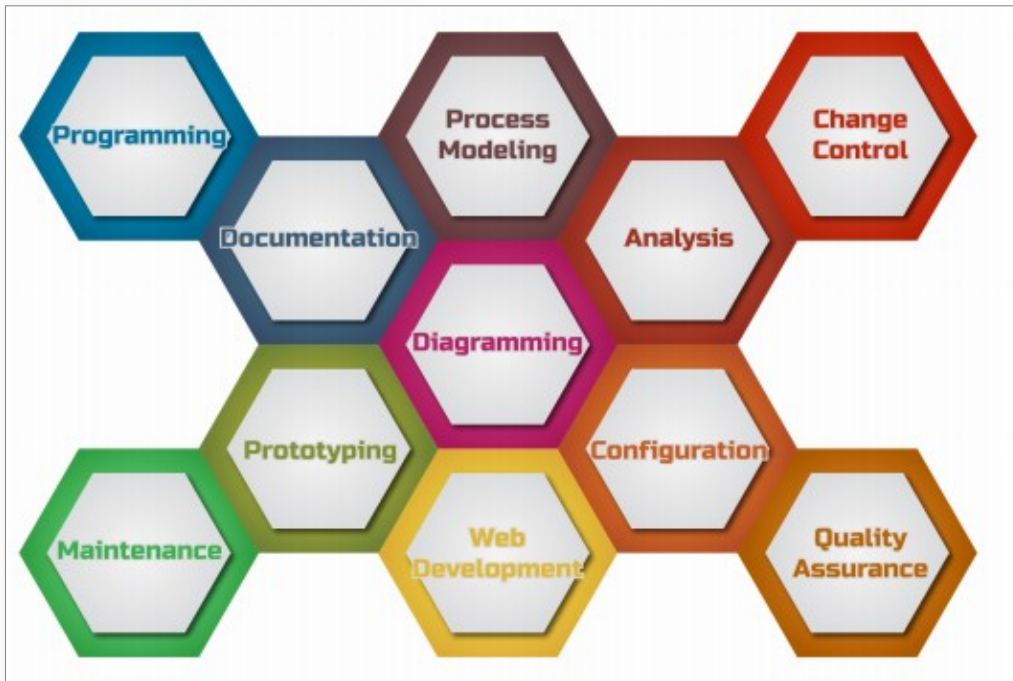 Programming
Process
Modeling
Change
Control
Documentation
Analysis
Diagramming
Prototyping
Configuration
Maintenance
Web
Development
Quality
Assurance